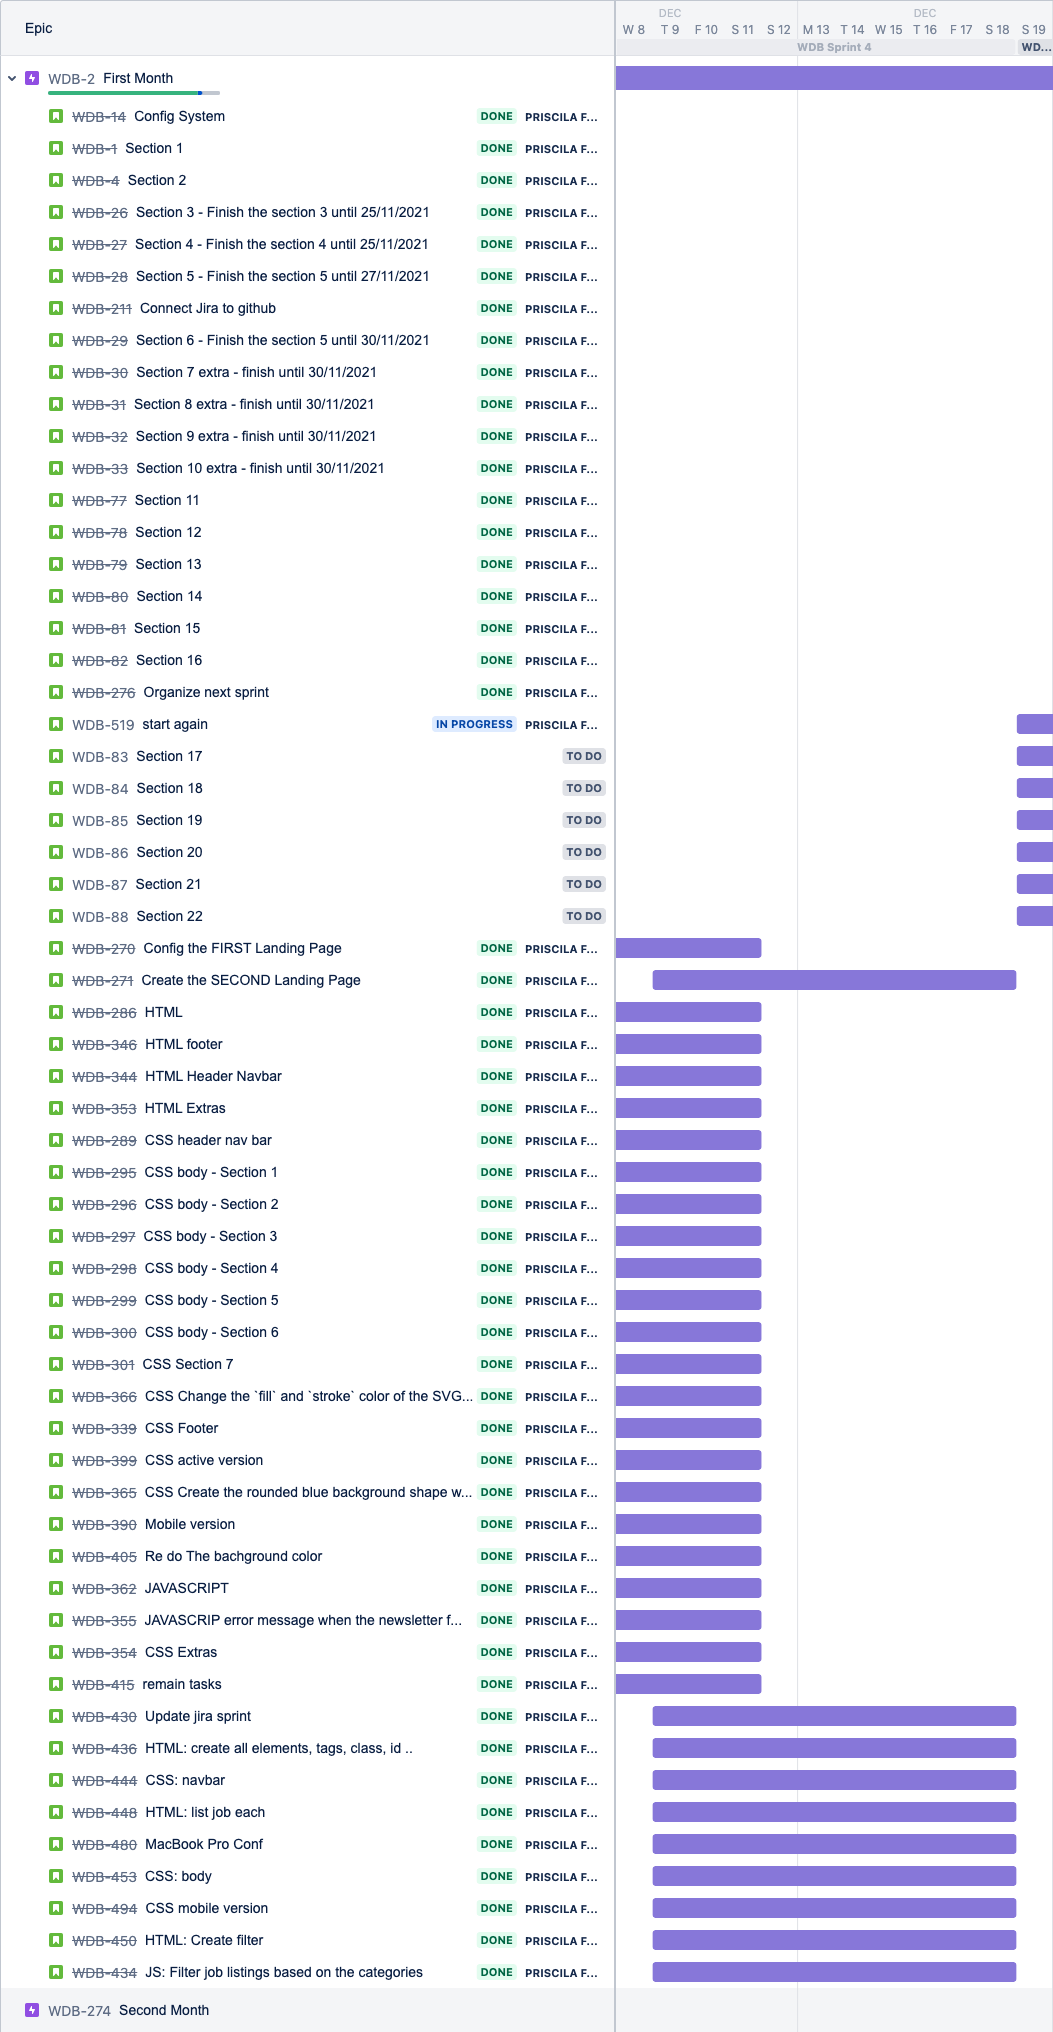 Epic
DEC DEC
W 8 T 9 F 10 S 11 S 12 M 13 T 14 W 15 T 16 F 17 S 18 S 19
WDB Sprint 4 WD...
WDB-2 First Month
WDB-14 Config System DONE PRISCILA F...
WDB-1 Section 1 DONE PRISCILA F...
WDB-4 Section 2 DONE PRISCILA F...
WDB-26 Section 3 - Finish the section 3 until 25/11/2021 DONE PRISCILA F...
WDB-27 Section 4 - Finish the section 4 until 25/11/2021 DONE PRISCILA F...
WDB-28 Section 5 - Finish the section 5 until 27/11/2021 DONE PRISCILA F...
WDB-211 Connect Jira to github DONE PRISCILA F...
WDB-29 Section 6 - Finish the section 5 until 30/11/2021 DONE PRISCILA F...
WDB-30 Section 7 extra - finish until 30/11/2021 DONE PRISCILA F...
WDB-31 Section 8 extra - finish until 30/11/2021 DONE PRISCILA F...
WDB-32 Section 9 extra - finish until 30/11/2021 DONE PRISCILA F...
WDB-33 Section 10 extra - finish until 30/11/2021 DONE PRISCILA F...
WDB-77 Section 11 DONE PRISCILA F...
WDB-78 Section 12 DONE PRISCILA F...
WDB-79 Section 13 DONE PRISCILA F...
WDB-80 Section 14 DONE PRISCILA F...
WDB-81 Section 15 DONE PRISCILA F...
WDB-82 Section 16 DONE PRISCILA F...
WDB-276 Organize next sprint DONE PRISCILA F...
WDB-519 start again IN PROGRESS PRISCILA F...
WDB-83 Section 17 TO DO
WDB-84 Section 18 TO DO
WDB-85 Section 19 TO DO
WDB-86 Section 20 TO DO
WDB-87 Section 21 TO DO
WDB-88 Section 22 TO DO
WDB-270 Config the FIRST Landing Page DONE PRISCILA F...
WDB-271 Create the SECOND Landing Page DONE PRISCILA F...
WDB-286 HTML DONE PRISCILA F...
WDB-346 HTML footer DONE PRISCILA F...
WDB-344 HTML Header Navbar DONE PRISCILA F...
WDB-353 HTML Extras DONE PRISCILA F...
WDB-289 CSS header nav bar DONE PRISCILA F...
WDB-295 CSS body - Section 1 DONE PRISCILA F...
WDB-296 CSS body - Section 2 DONE PRISCILA F...
WDB-297 CSS body - Section 3 DONE PRISCILA F...
WDB-298 CSS body - Section 4 DONE PRISCILA F...
WDB-299 CSS body - Section 5 DONE PRISCILA F...
WDB-300 CSS body - Section 6 DONE PRISCILA F...
WDB-301 CSS Section 7 DONE PRISCILA F...
WDB-366 CSS Change the `fill` and `stroke` color of the SVG... DONE PRISCILA F...
WDB-339 CSS Footer DONE PRISCILA F...
WDB-399 CSS active version DONE PRISCILA F...
WDB-365 CSS Create the rounded blue background shape w... DONE PRISCILA F...
WDB-390 Mobile version DONE PRISCILA F...
WDB-405 Re do The bachground color DONE PRISCILA F...
WDB-362 JAVASCRIPT DONE PRISCILA F...
WDB-355 JAVASCRIP error message when the newsletter f... DONE PRISCILA F...
WDB-354 CSS Extras DONE PRISCILA F...
WDB-415 remain tasks DONE PRISCILA F...
WDB-430 Update jira sprint DONE PRISCILA F...
WDB-436 HTML: create all elements, tags, class, id .. DONE PRISCILA F...
WDB-444 CSS: navbar DONE PRISCILA F...
WDB-448 HTML: list job each DONE PRISCILA F...
WDB-480 MacBook Pro Conf DONE PRISCILA F...
WDB-453 CSS: body DONE PRISCILA F...
WDB-494 CSS mobile version DONE PRISCILA F...
WDB-450 HTML: Create filter DONE PRISCILA F...
WDB-434 JS: Filter job listings based on the categories DONE PRISCILA F...
WDB-274 Second Month